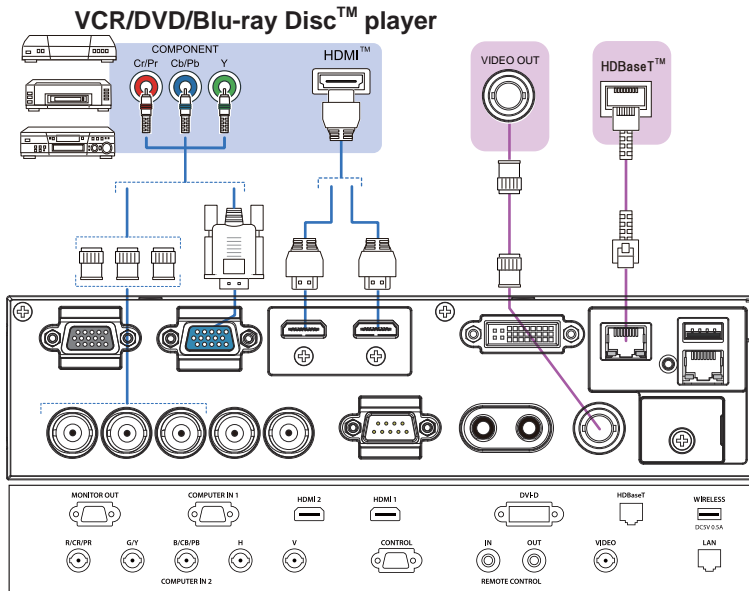 VCR/DVD/Blu-ray Disc™ player
COMPONENT
Cr/Pr Cb/Pb Y
HDMI™
VIDEO OUT
HDBaseT™
MONITOR OUT COMPUTER IN 1 HDMI 2 HDMI 1 DVI-D HDBaseT WIRELESS
DC5V 0.5A
R/CR/PR G/Y B/CB/PB H V CONTROL IN OUT VIDEO LAN
COMPUTER IN 2 REMOTE CONTROL